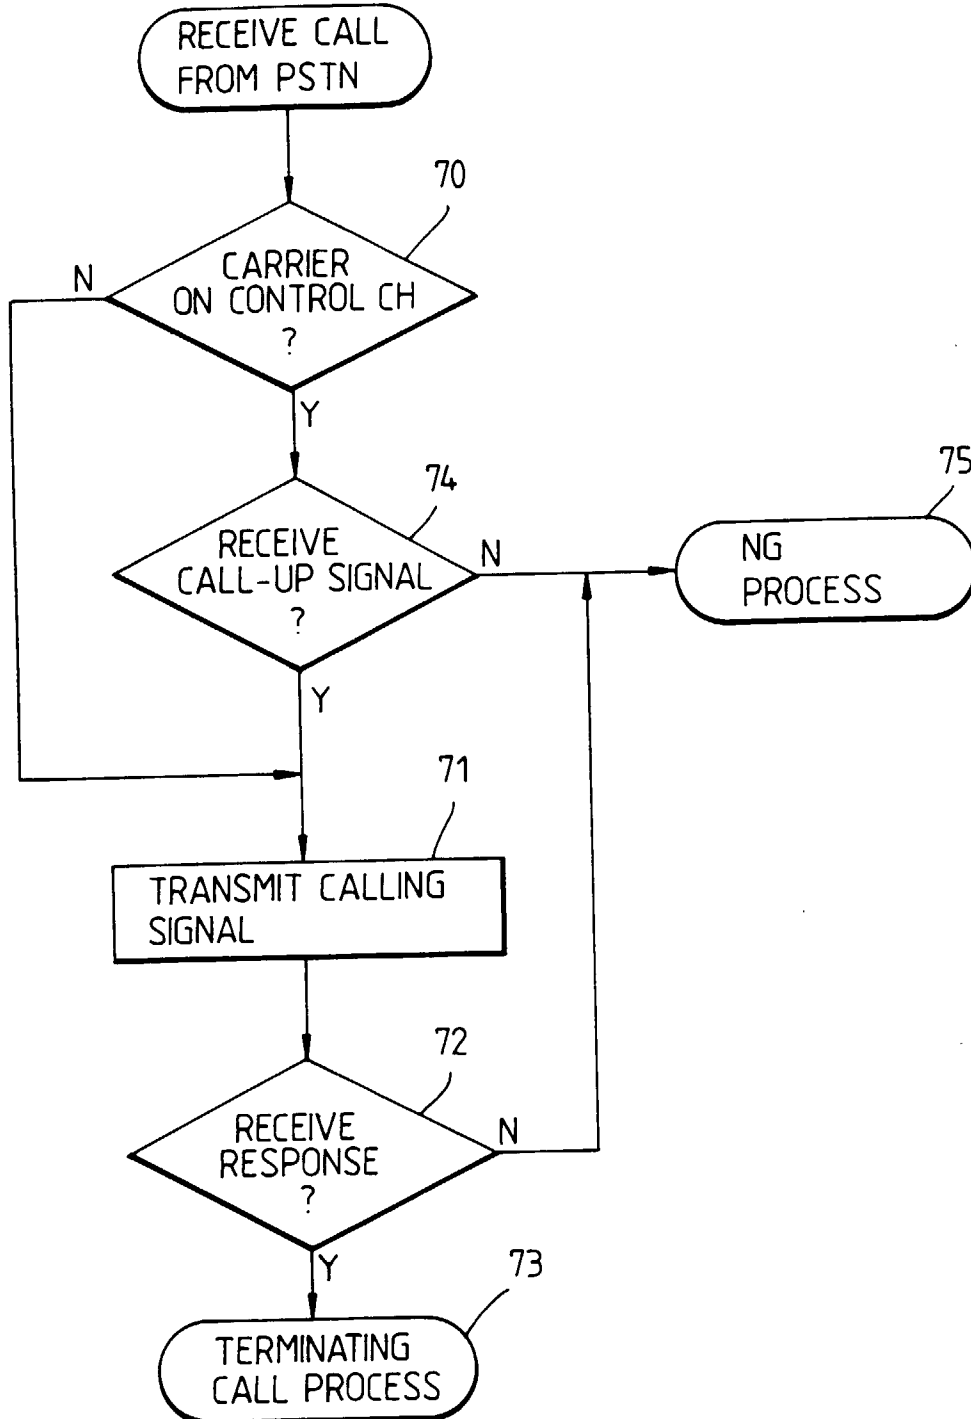 RECEIVE CALL
FROM PSTN
70
CARRIER
ON CONTROL CH
?
N
Y
74
RECEIVE
CALL-UP SIGNAL
?
N
Y
75
NG
PROCESS
71
TRANSMIT CALLING
SIGNAL
72
RECEIVE
RESPONSE
?
N
Y
73
TERMINATING
CALL PROCESS